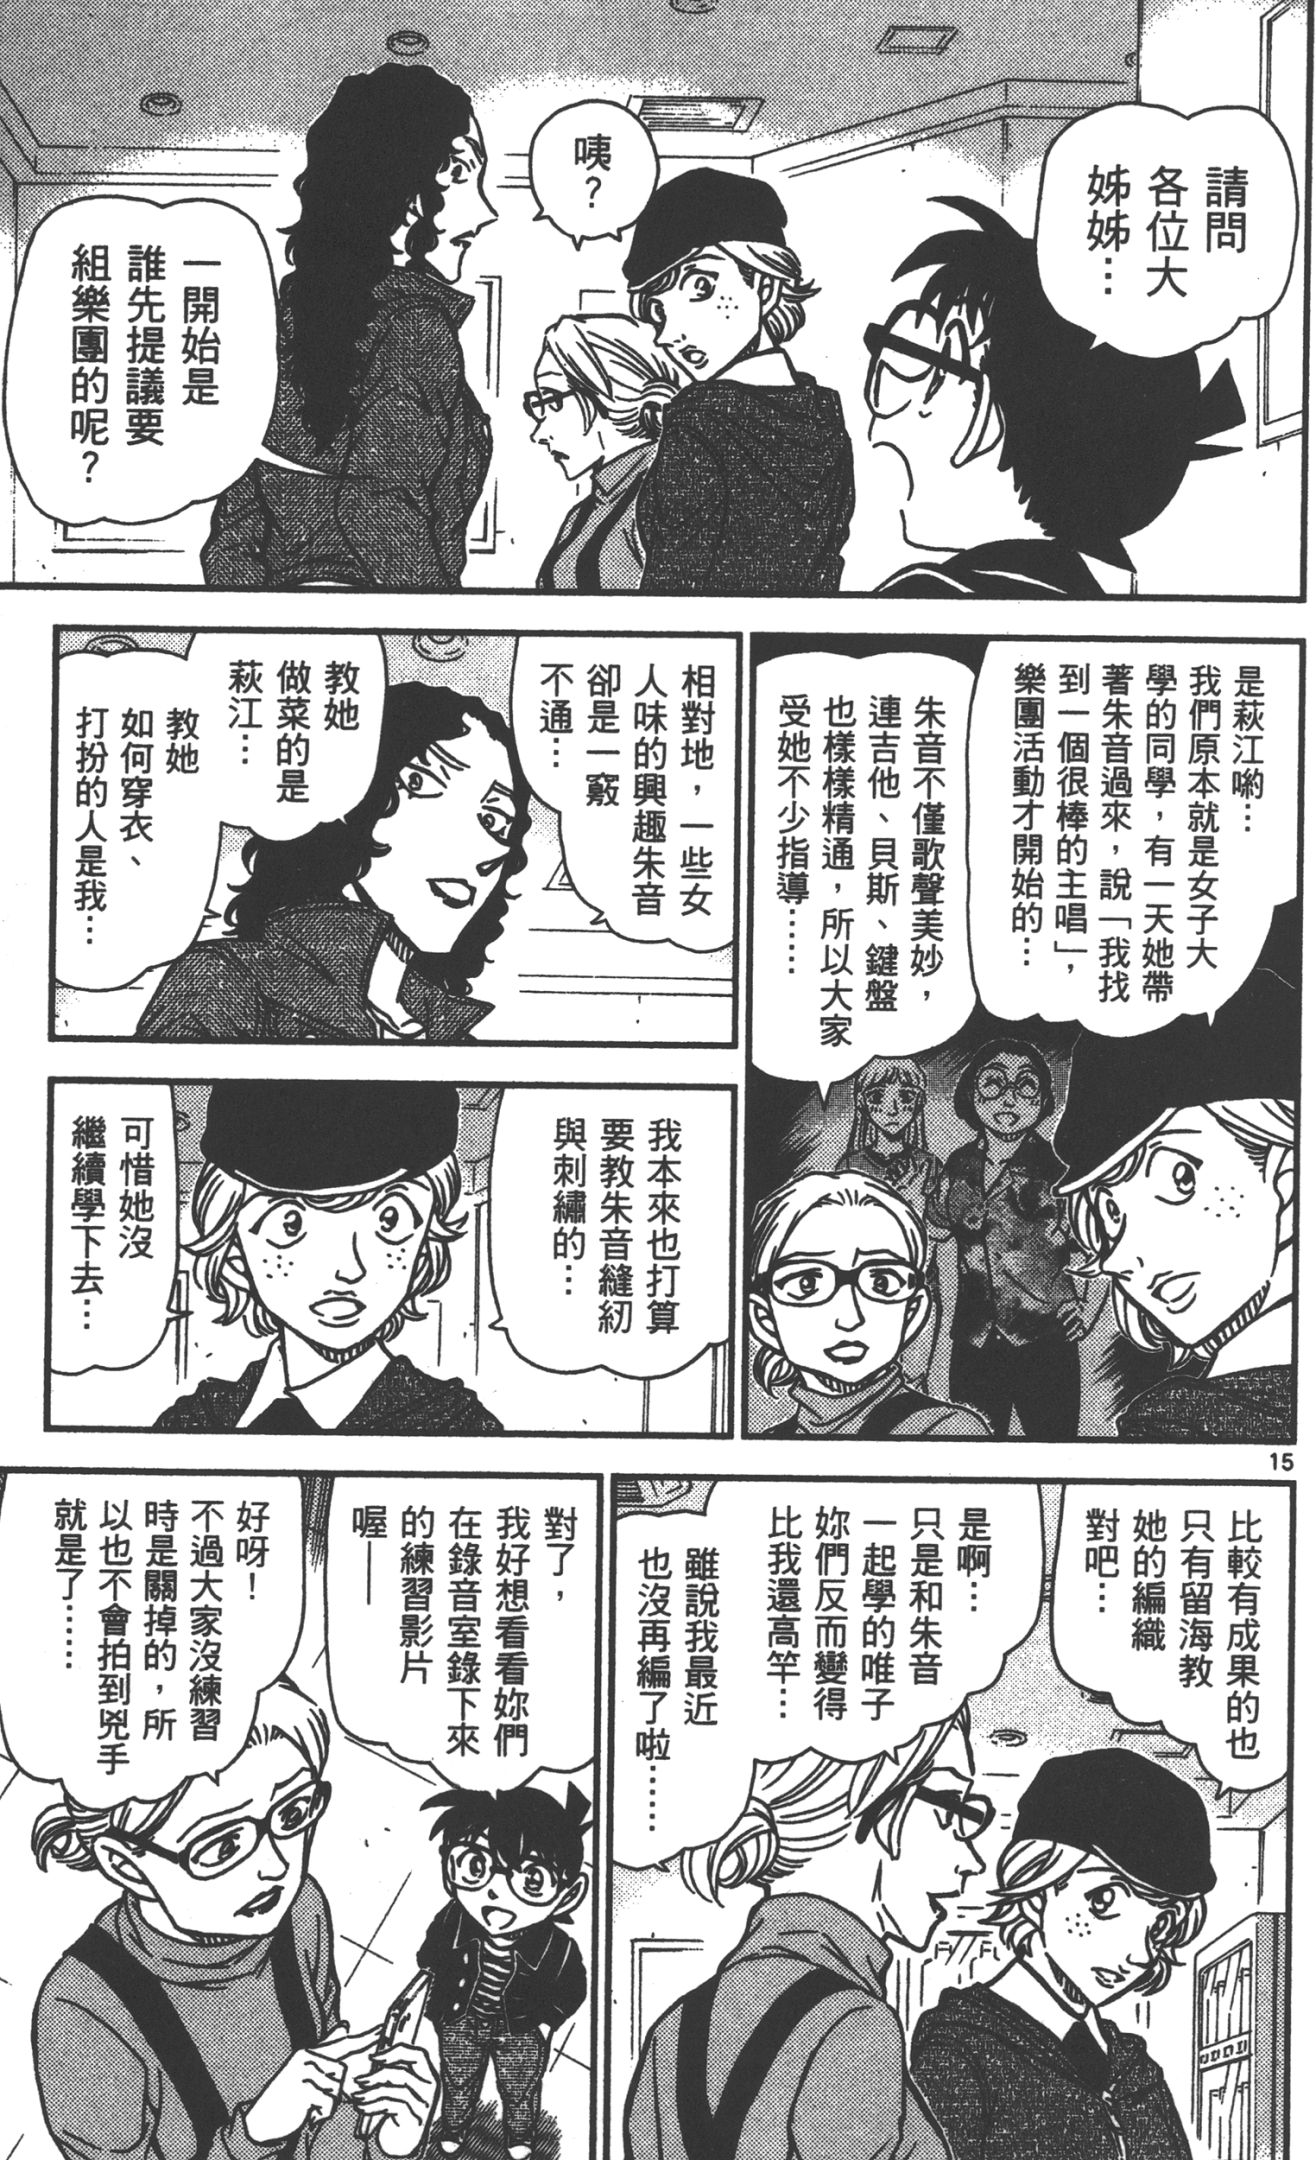 請問
各位大
姊姊…
咦？
一開始是
誰先提議要
組樂團的呢？
是萩江喲…
我們原本就是女子大
學的同學，有一天她帶
著朱音過來，說「我找
到一個很棒的主唱」，
樂團活動才開始的…
朱音不僅歌聲美妙，
連吉他、貝斯、鍵盤
也樣樣精通，所以大家
受她不少指導……
相對地，一些女
人味的興趣朱音
卻是一竅
不通…
教她
做菜的是
萩江…
教她
如何穿衣、
打扮的人是我…
我本來也打算
要教朱音縫紉
與刺繡的…
可惜她沒
繼續學下去…
15
比較有成果的也
只有留海教
她的編織
對吧…
是啊…
只是和朱音
一起學的唯子
妳們反而變得
比我還高竿…
雖說我最近
也沒再編了啦……
對了，
我好想看看妳們
在錄音室錄下來
的練習影片
喔──
好呀！
不過大家沒練習
時是關掉的，所
以也不會拍到兇手
就是了……